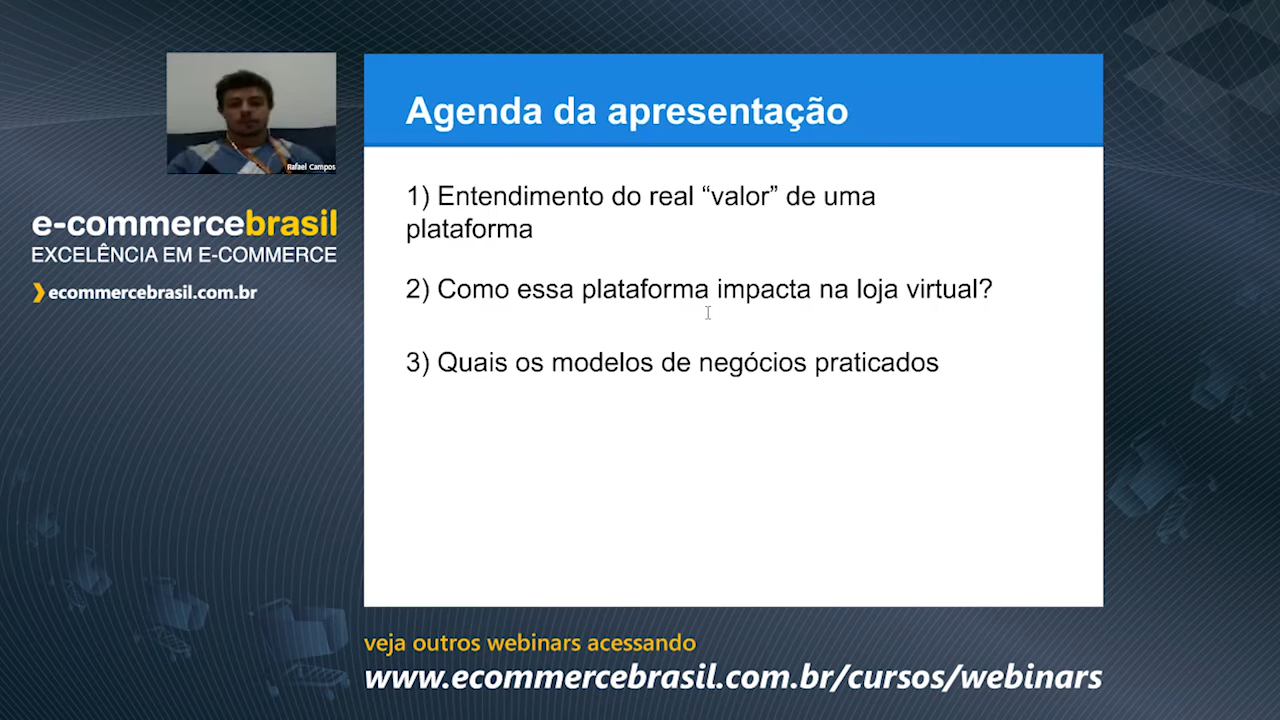 Rafael Campos
e-commercebrasil
EXCELÊNCIA EM E-COMMERCE
ecommercebrasil.com.br
Agenda da apresentação
1) Entendimento do real “valor” de uma
plataforma
2) Como essa plataforma impacta na loja virtual?
3) Quais os modelos de negócios praticados
veja outros webinars acessando
www.ecommercebrasil.com.br/cursos/webinars